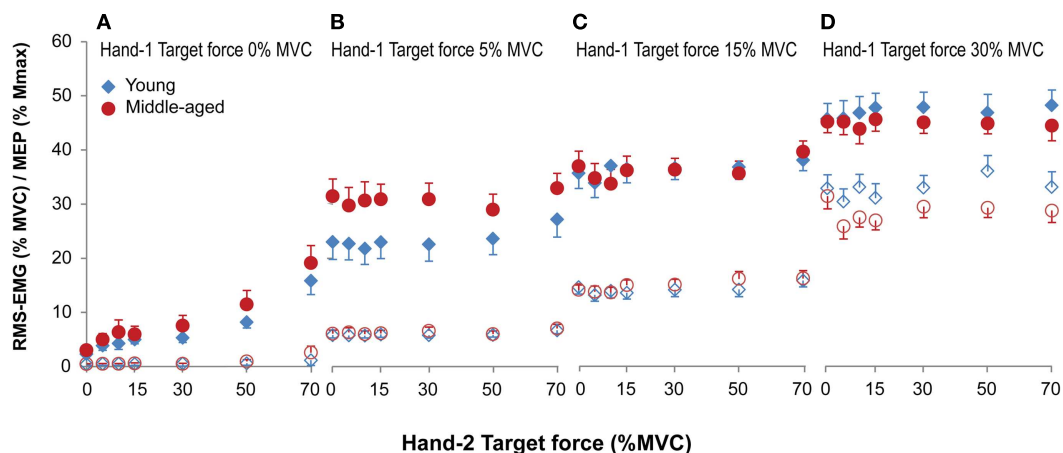 A B C D
Hand-1 Target force 0% MVC Hand-1 Target force 5% MVC Hand-1 Target force 15% MVC Hand-1 Target force 30% MVC
Young
Middle-aged
RMS-EMG (% MVC) / MEP (% Mmax)
60
50
40
30
20
10
0
0 15 30 50 70 0 15 30 50 70 0 15 30 50 70 0 15 30 50 70
Hand-2 Target force (%MVC)